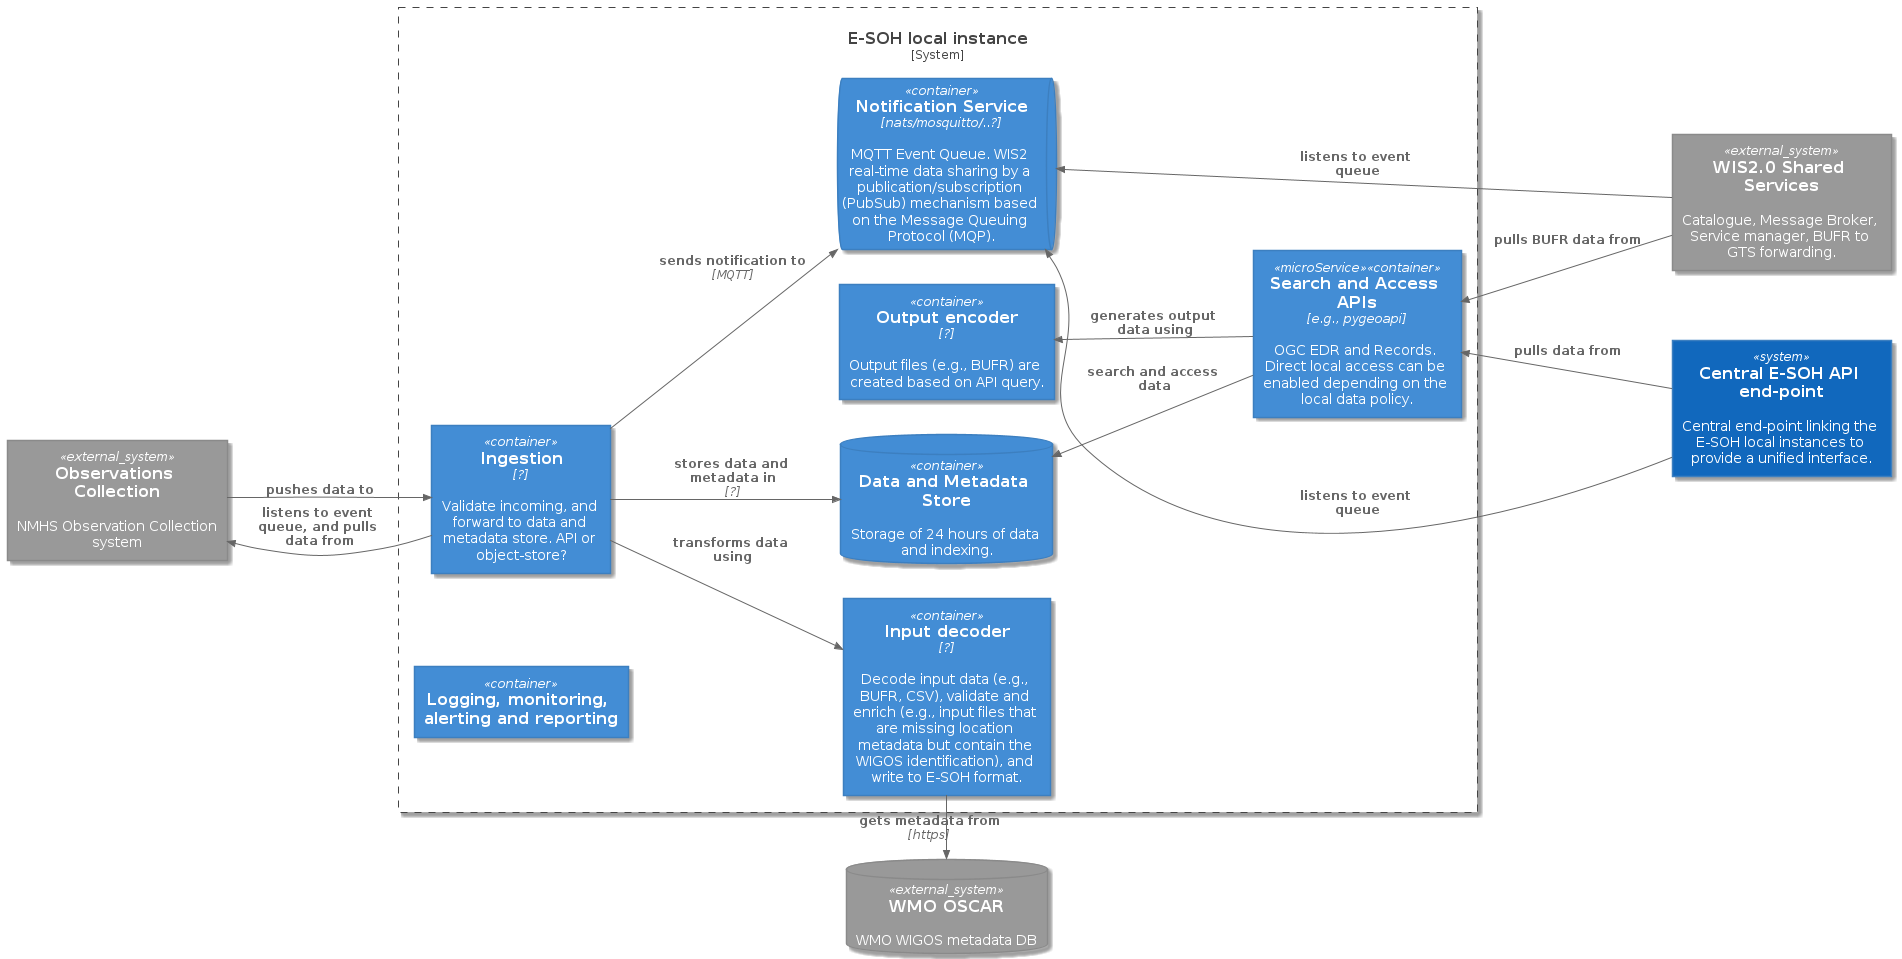 E-SOH local instance
[System]
«container»
Notification Service
[nats/mosquitto/..?]
MQTT Event Queue. WIS2
real-time data sharing by a
publication/subscription
(PubSub) mechanism based
on the Message Queuing
Protocol (MQP).
listens to event
queue
«external_system»
WIS2.0 Shared
Services
Catalogue, Message Broker,
Service manager, BUFR to
GTS forwarding.
pulls BUFR data from
sends notification to
[MQTT]
«microService»«container»
Search and Access
APIs
[e.g., pygeoapi]
OGC EDR and Records.
Direct local access can be
enabled depending on the
local data policy.
«container»
Output encoder
[?]
Output files (e.g., BUFR) are
created based on API query.
generates output
data using
search and access
data
pulls data from
«system»
Central E-SOH API
end-point
Central end-point linking the
E-SOH local instances to
provide a unified interface.
listens to event
queue
«external_system»
Observations
Collection
NMHS Observation Collection
system
pushes data to
listens to event
queue, and pulls
data from
«container»
Ingestion
[?]
Validate incoming, and
forward to data and
metadata store. API or
object-store?
stores data and
metadata in
[?]
«container»
Data and Metadata
Store
Storage of 24 hours of data
and indexing.
transforms data
using
«container»
Input decoder
[?]
Decode input data (e.g.,
BUFR, CSV), validate and
enrich (e.g., input files that
are missing location
metadata but contain the
WIGOS identification), and
write to E-SOH format.
«container»
Logging, monitoring,
alerting and reporting
gets metadata from
[https]
«external_system»
WMO OSCAR
WMO WIGOS metadata DB